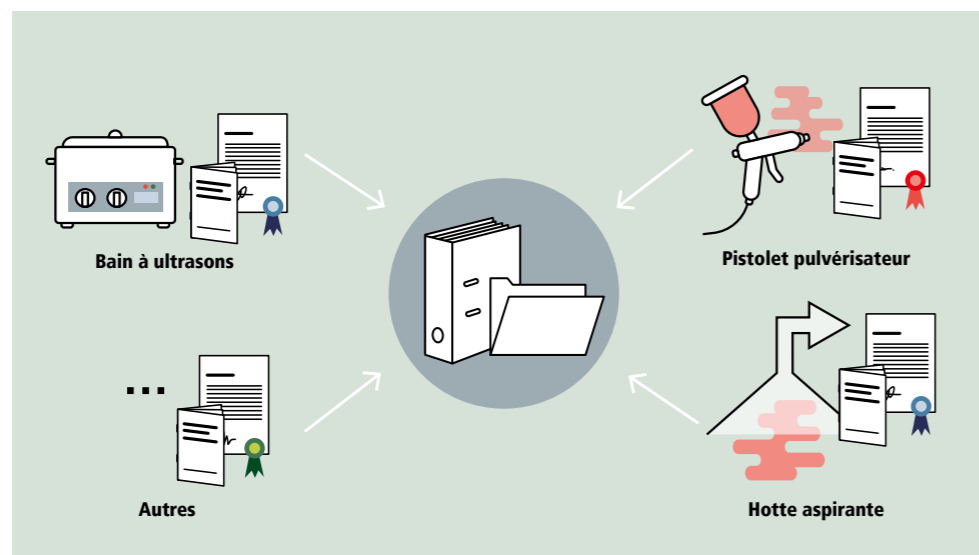 Bain à ultrasons
Pistolet pulvérisateur
...
Autres
Hotte aspirante